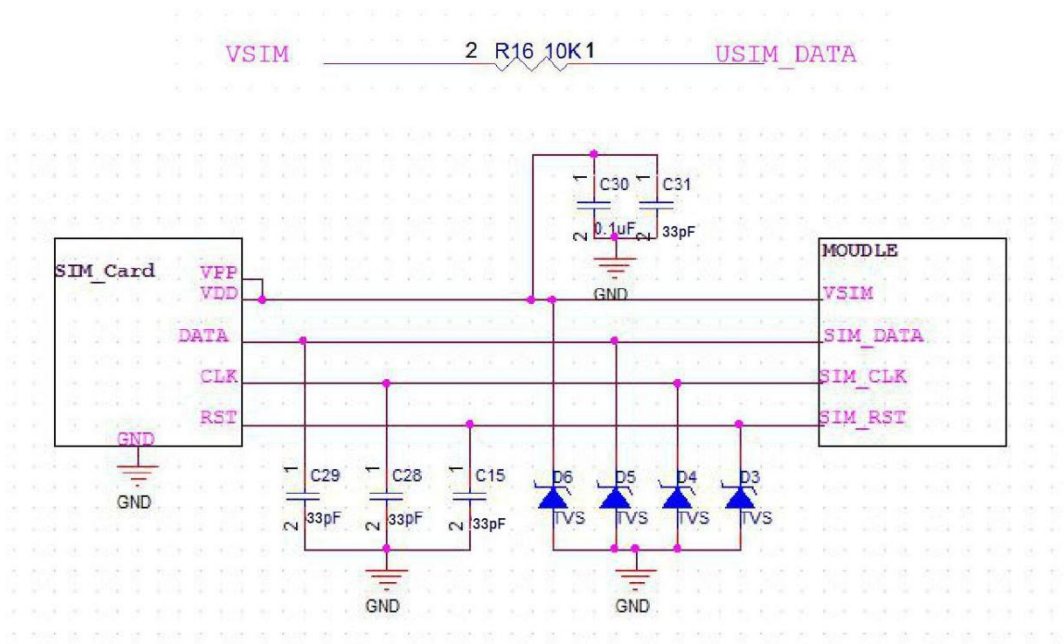 VSIM 2 R16 10K 1 USIM_DATA
1 C30 1 C31
2 0.1uF 2 33pF
GND
SIM_Card
VPP
VDD
DATA
CLK
RST
GND
GND
MOUDLE
VSIM
SIM_DATA
SIM_CLK
SIM_RST
1 C29 1 C28 1 C15
2 33pF 2 33pF 2 33pF
GND
D6 D5 D4 D3
TVS TVS TVS TVS
GND